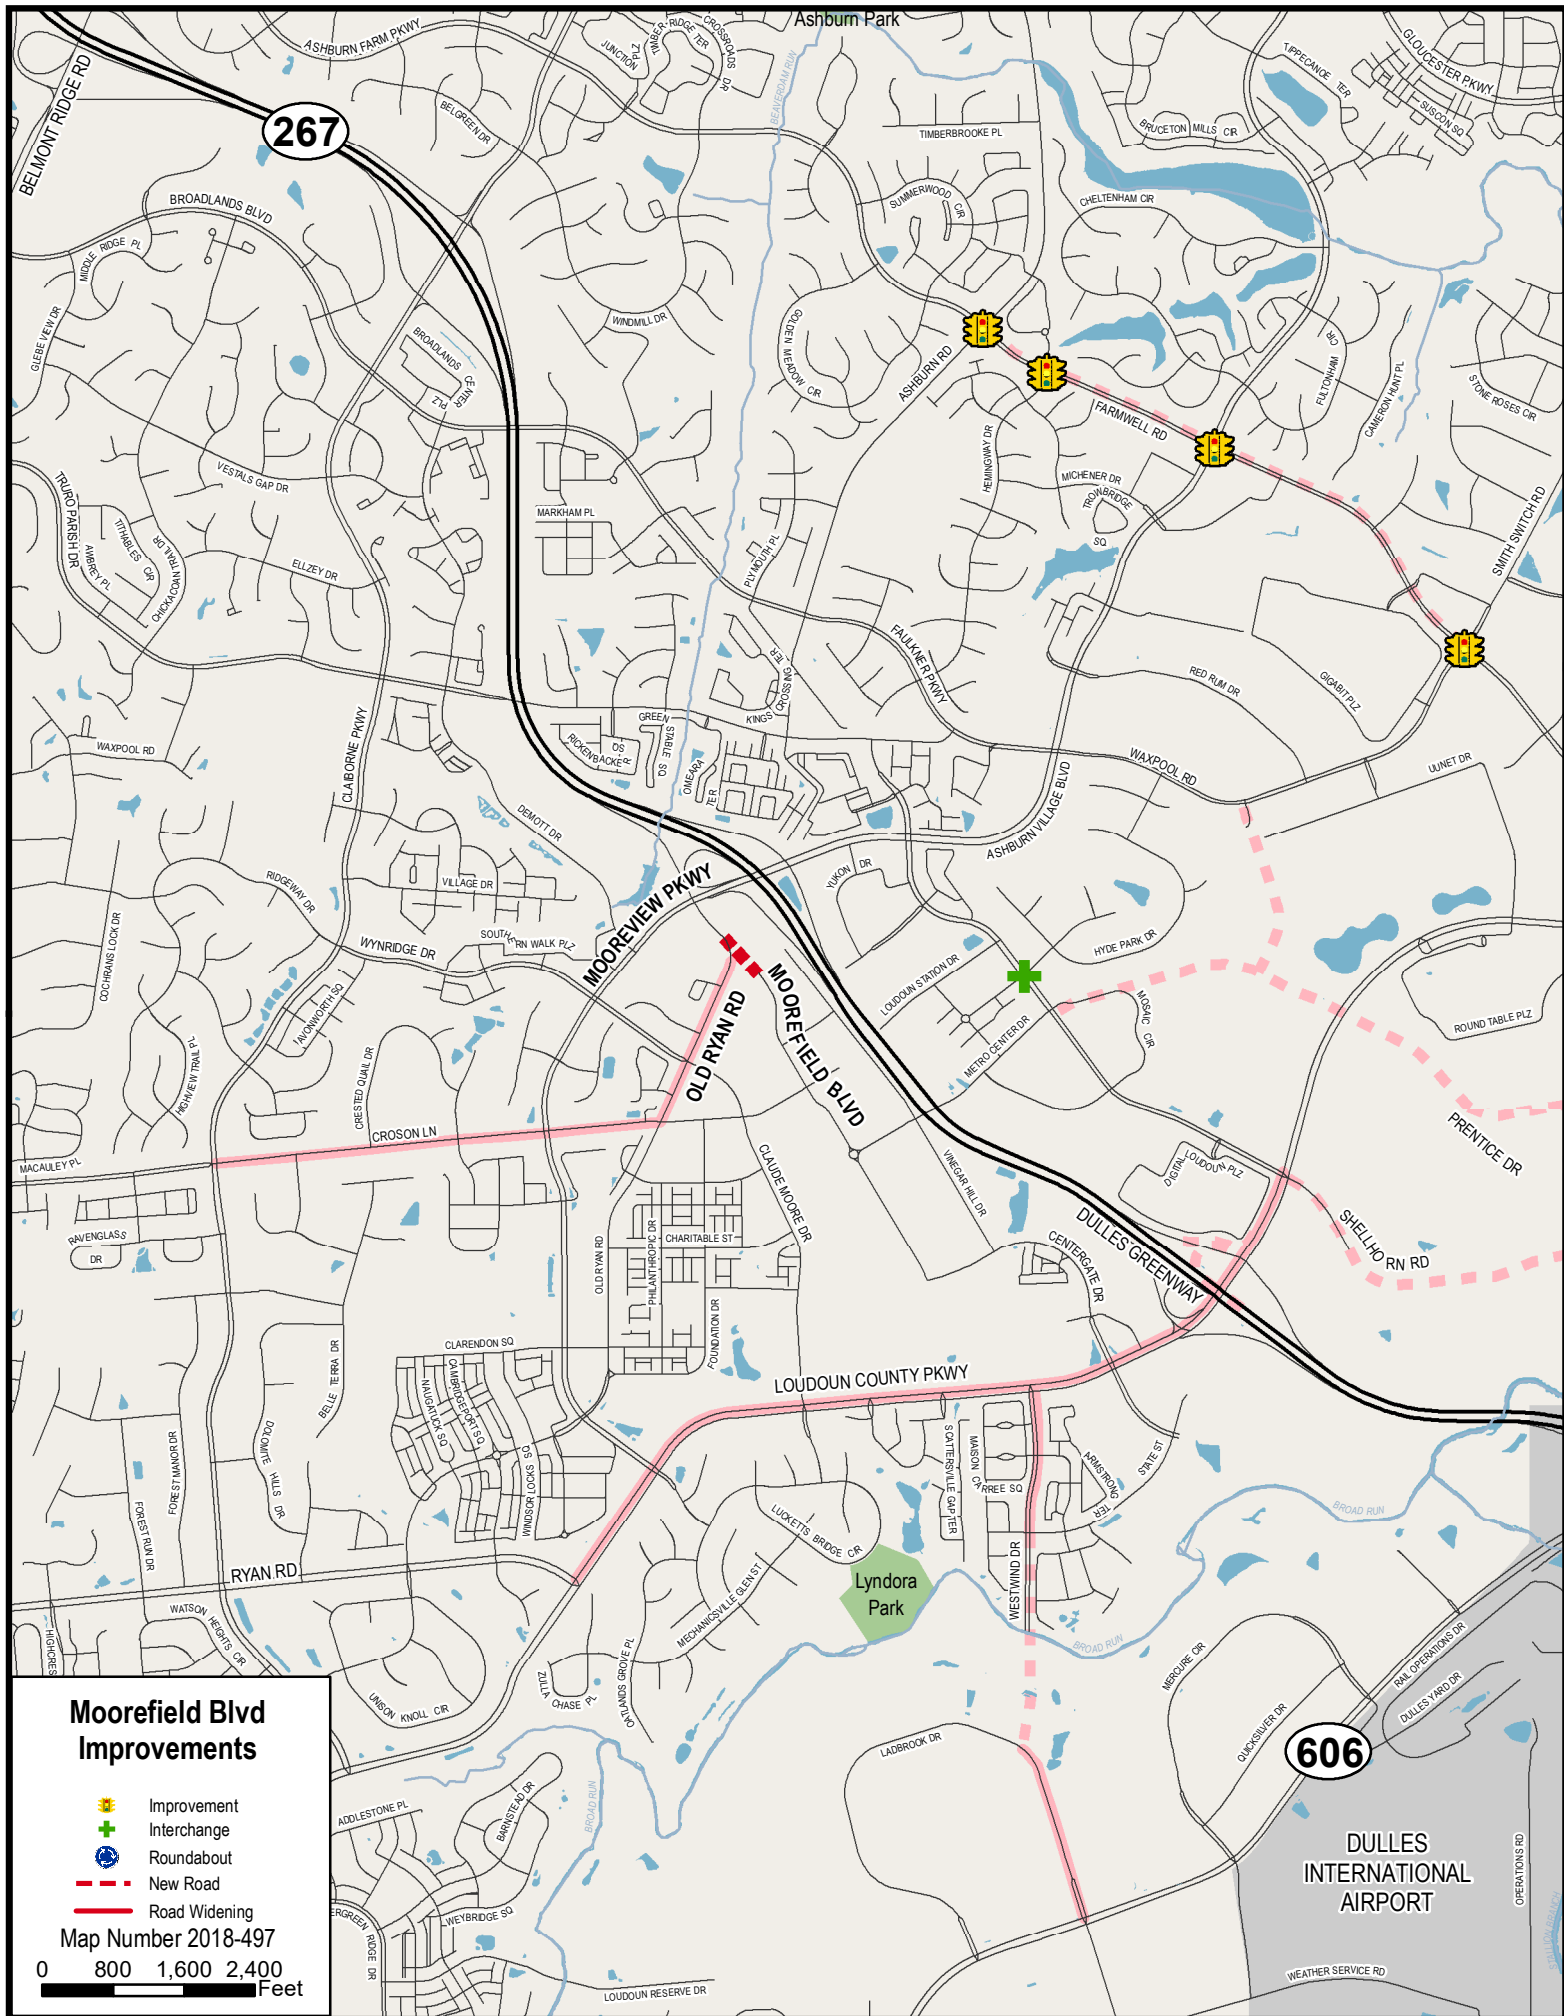 Ashburn Park
ASHBURN FARM PKWY
JUNCTION PLZ
TIMBER RIDGE TER
CROSSROADS DR
BEAVERDAM RUN
TIPPECANOE TER
GLOUCESTER PKWY
SUSCON SQ
BELMONT RIDGE RD
267
BELGREEN DR
TIMBERBROOKE PL
BRUCETON MILLS CIR
BROADLANDS BLVD
MIDDLE RIDGE PL
SUMMERWOOD CIR
CHELTENHAM CIR
GLEBE VIEW DR
WINDMILL DR
BROADLANDS CENTER PLZ
GOLDEN MEADOW CIR
ASHBURN RD
FARMWELL RD
FULTONHAM CIR
CAMERON HUNT PL
STONE ROSES CIR
HEMINGWAY DR
MICHENER DR
TROWBRIDGE SQ
VESTALS GAP DR
TRURO PARISH DR
TITHABLES CIR
AWBREY PL
CHICKACOAN TRAIL DR
ELLZEY DR
MARKHAM PL
PLYMOUTH PL
SMITH SWITCH RD
FAULKNER PKWY
RED RUM DR
GIGABIT PLZ
KINGS CROSSING TER
GREEN STABLE SQ
RICKENBACKER SQ
OMEARA TER
WAXPOOL RD
CLAIBORNE PKWY
WAXPOOL RD
UUNET DR
DEMOTT DR
ASHBURN VILLAGE BLVD
YUKON DR
MOOREVIEW PKWY
VILLAGE DR
RIDGEWAY DR
WYNRIDGE DR
SOUTHERN WALK PLZ
COCHRANS LOCK DR
HYDE PARK DR
LOUDOUN STATION DR
MOSAIC CIR
METRO CENTER DR
ROUND TABLE PLZ
MOOREFIELD BLVD
OLD RYAN RD
TAVONWORTH SQ
HIGHVIEW TRAIL PL
CRESTED QUAIL DR
CROSON LN
MACAULEY PL
PRENTICE DR
CLAUDE MOORE DR
VINEGAR HILL DR
DIGITAL LOUDOUN PLZ
SHELLHORN RD
RAVENGLASS DR
OLD RYAN RD
PHILANTHROPIC DR
CHARITABLE ST
CENTERGATE DR
DULLES GREENWAY
FOUNDATION DR
CLARENDON SQ
BELLE TERRA DR
CAMBRIDGEPORT SQ
NAUGATUCK SQ
WINDSOR LOCKS SQ
LOUDOUN COUNTY PKWY
DOLOMITE HILLS DR
FOREST MANOR DR
FOREST RUN DR
SCATTERSVILLE GAP TER
MAISON CARREE SQ
ARMSTRONG TER
STATE ST
BROAD RUN
LUCKETTS BRIDGE CIR
Lyndora
Park
WESTWIND DR
RYAN RD
WATSON HEIGHTS CIR
HIGHCRES
MECHANICSVILLE GLEN ST
BROAD RUN
MERCURE CIR
RAIL OPERATIONS DR
DULLES YARD DR
QUICKSILVER DR
606
UNISON KNOLL CIR
ZULLA CHASE PL
OATLANDS GROVE PL
LADBROOK DR
ADDLESTONE PL
BARNSTEAD DR
BROAD RUN
DULLES
INTERNATIONAL
AIRPORT
OPERATIONS RD
STALLION BRANCH
ERGREEN RIDGE DR
WEYBRIDGE SQ
LOUDOUN RESERVE DR
WEATHER SERVICE RD
Moorefield Blvd
Improvements
Improvement
Interchange
Roundabout
New Road
Road Widening
Map Number 2018-497
0 800 1,600 2,400
Feet